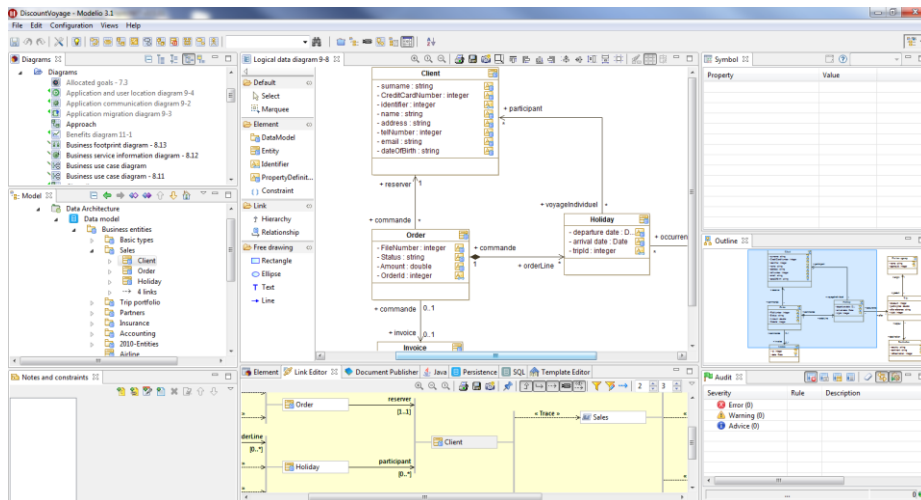 DiscountVoyage - Modelio 3.1
File Edit Configuration Views Help
Diagrams
Diagrams
Allocated goals - 7.3
Application and user location diagram 9-4
Application communication diagram 9-2
Application migration diagram 9-3
Approach
Benefits diagram 11-1
Business footprint diagram - 8.13
Business service information diagram - 8.12
Business use case diagram
Business use case diagram - 8.11
Model
Data Architecture
Data model
Business entities
Basic types
Sales
Client
Order
Holiday
4 links
Trip portfolio
Partners
Insurance
Accounting
2010-Entities
Airline
Notes and constraints
Logical data diagram 9-8
Default
Select
Marquee
Element
DataModel
Entity
Identifier
PropertyDefinit...
{ } Constraint
Link
Hierarchy
Relationship
Free drawing
Rectangle
Ellipse
T Text
Line
Client
- surname : string
- CreditCardNumber : integer
- identifier : integer
- name : string
- address : string
- telNumber : integer
- email : string
- dateOfBirth : string
+ participant
*
+ reserver 1
+ voyageIndividuel *
+ commande *
Order
- FileNumber : integer
- Status : string
- Amount : double
- OrderId : integer
+ commande
1
+ orderLine *
Holiday
- departure date : D...
- arrival date : Date
- tripId : integer
+ occurren
*
+ commande 0..1
+ invoice 0..1
Invoice
Element Link Editor Document Publisher Java Persistence SQL Template Editor
2 3
Order
reserver
[1..1]
Client
« Trace »
Sales
derLine
[0..*]
Holiday
participant
[0..*]
Symbol
Property Value
Outline
Audit
Severity Rule Description
Error (0)
Warning (0)
Advice (0)
...